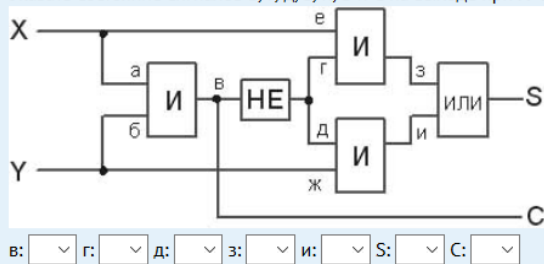 X е И
г
а в з S
И НЕ ИЛИ
б д и
И
Y ж
C
в: г: д: з: и: S: C: